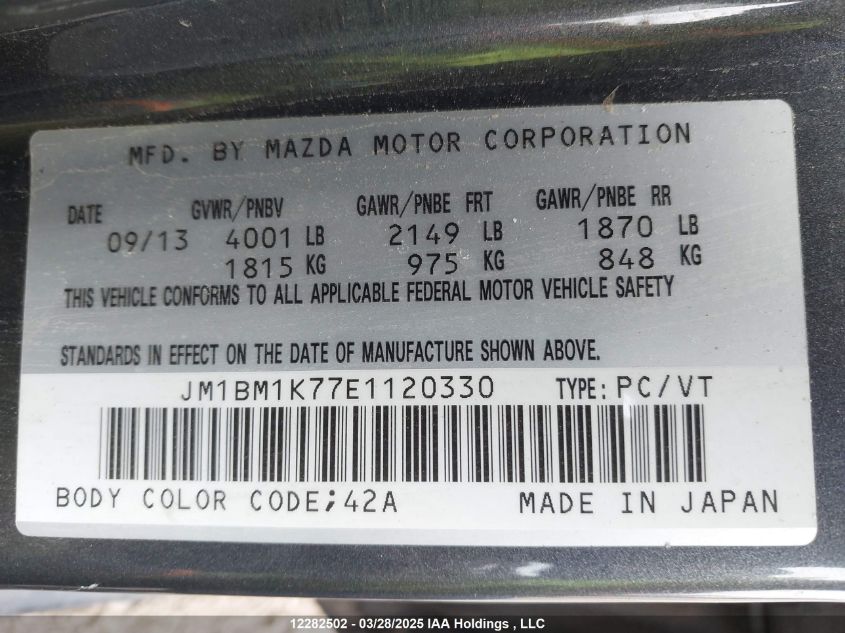 MFD. BY MAZDA MOTOR CORPORATION
DATE GVWR/PNBV GAWR/PNBE FRT GAWR/PNBE RR
09/13 4001 LB 2149 LB 1870 LB
1815 KG 975 KG 848 KG
THIS VEHICLE CONFORMS TO ALL APPLICABLE FEDERAL MOTOR VEHICLE SAFETY
STANDARDS IN EFFECT ON THE DATE OF MANUFACTURE SHOWN ABOVE.
JM1BM1K77E1120330 TYPE: PC/VT
BODY COLOR CODE;42A MADE IN JAPAN
12282502 - 03/28/2025 IAA Holdings , LLC